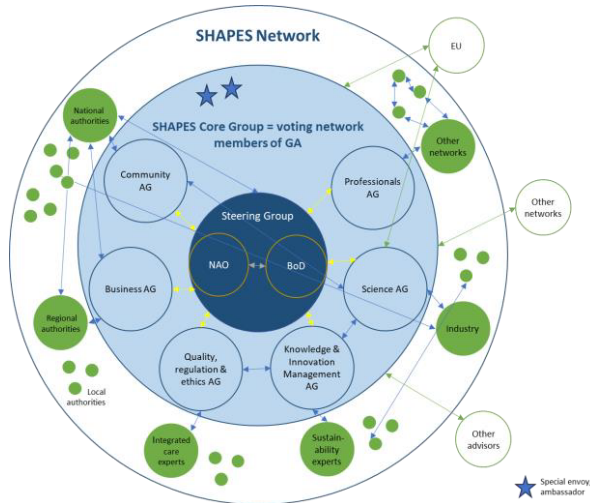 SHAPES Network
EU
National
authorities
SHAPES Core Group = voting network
members of GA
Other
networks
Community
AG
Professionals
AG
Steering Group
Other
networks
NAO
BoD
Business AG
Science AG
Regional
authorities
Industry
Quality,
regulation &
ethics AG
Knowledge &
Innovation
Management
AG
Local
authorities
Integrated
care
experts
Sustain-
ability
experts
Other
advisors
Special envoy,
ambassador